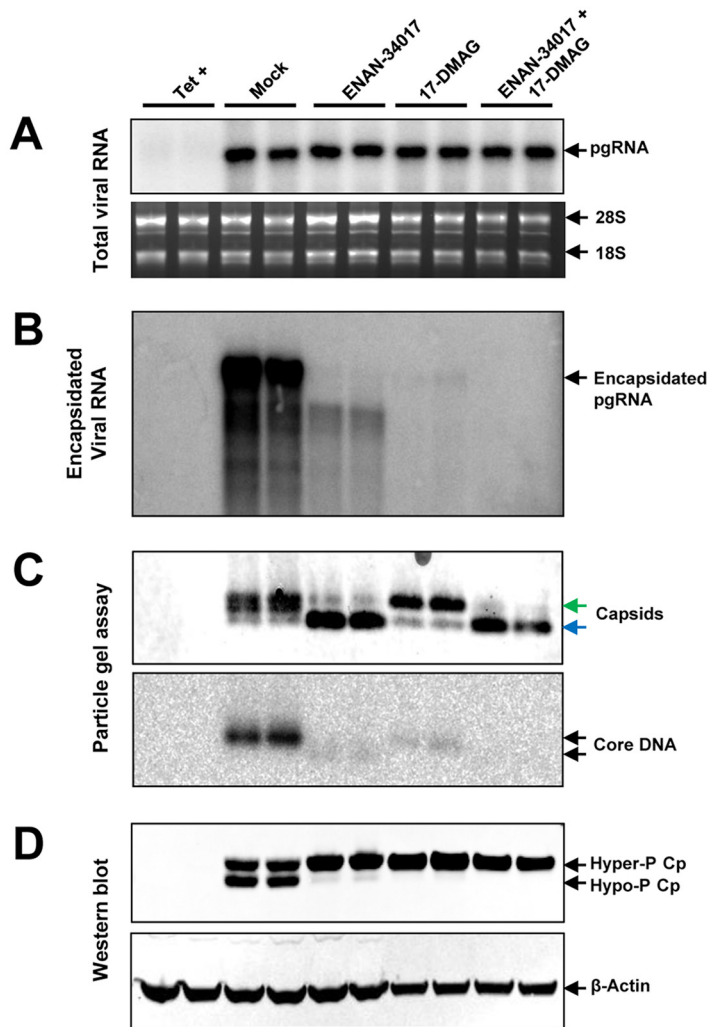 Tet +
Mock
ENAN-34017
17-DMAG
ENAN-34017 +
17-DMAG
A
Total viral RNA
pgRNA
28S
18S
B
Encapsidated
Viral RNA
Encapsidated
pgRNA
C
Particle gel assay
Capsids
Core DNA
D
Western blot
Hyper-P Cp
Hypo-P Cp
β-Actin